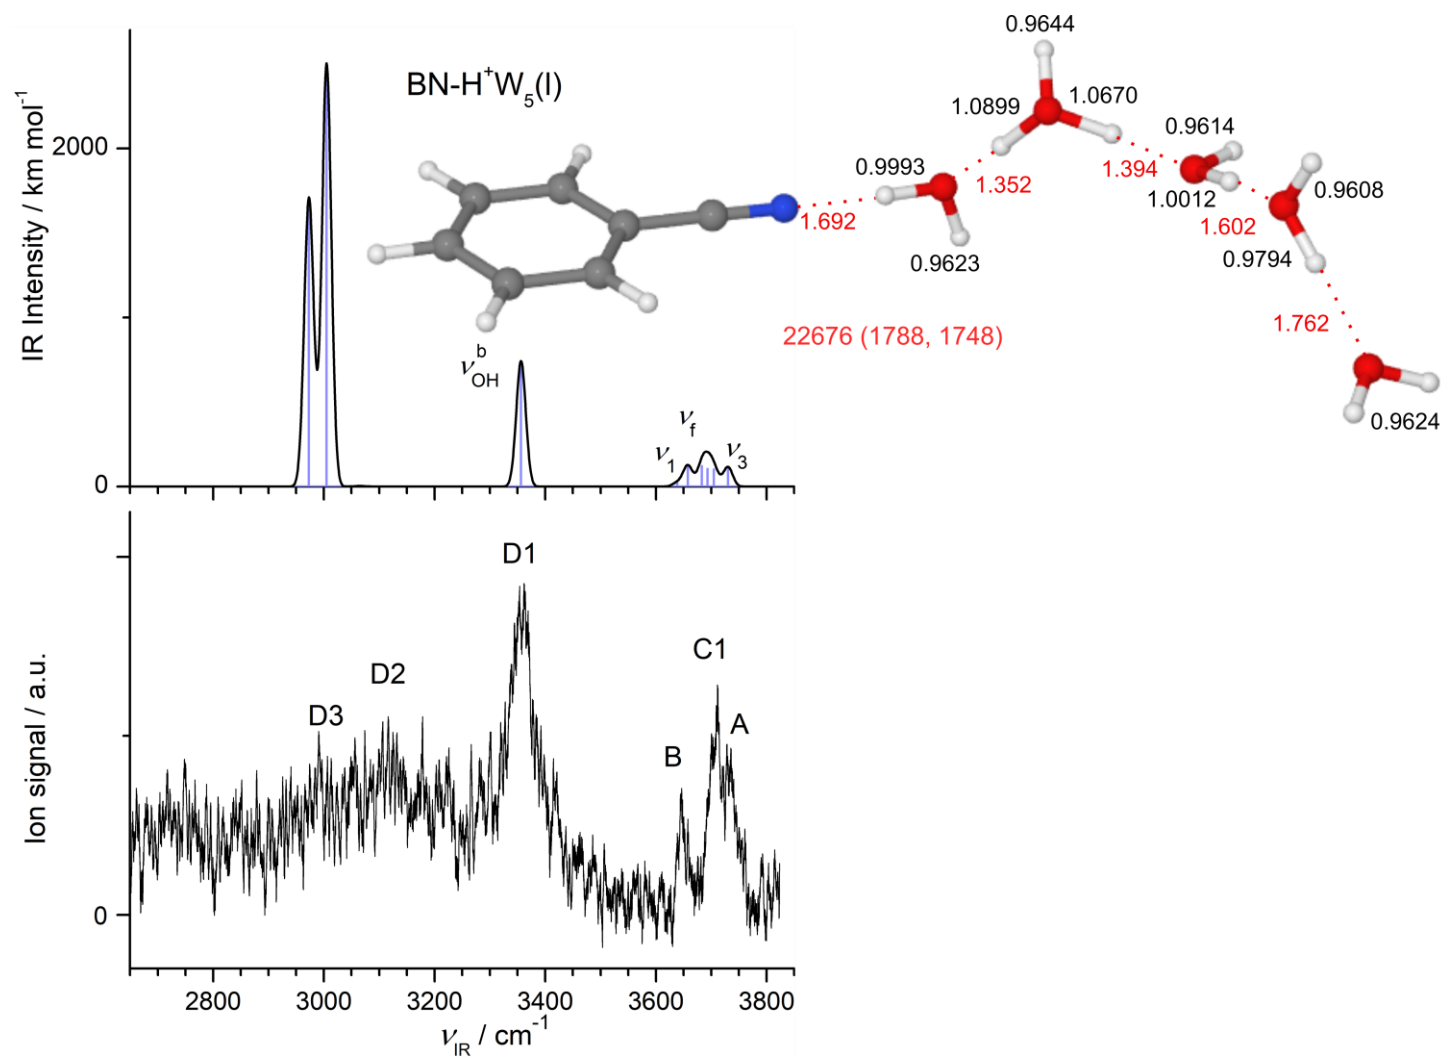 BN-H⁺W₅(I)
IR Intensity / km mol⁻¹
2000
0
ν^b_OH
ν₁
ν_f
ν₃
0.9644
1.0899
1.0670
0.9614
0.9993
1.352
1.394
1.0012
0.9608
1.692
1.602
0.9623
0.9794
22676 (1788, 1748)
1.762
0.9624
Ion signal / a.u.
0
D3
D2
D1
B
C1
A
2800 3000 3200 3400 3600 3800
ν_IR / cm⁻¹